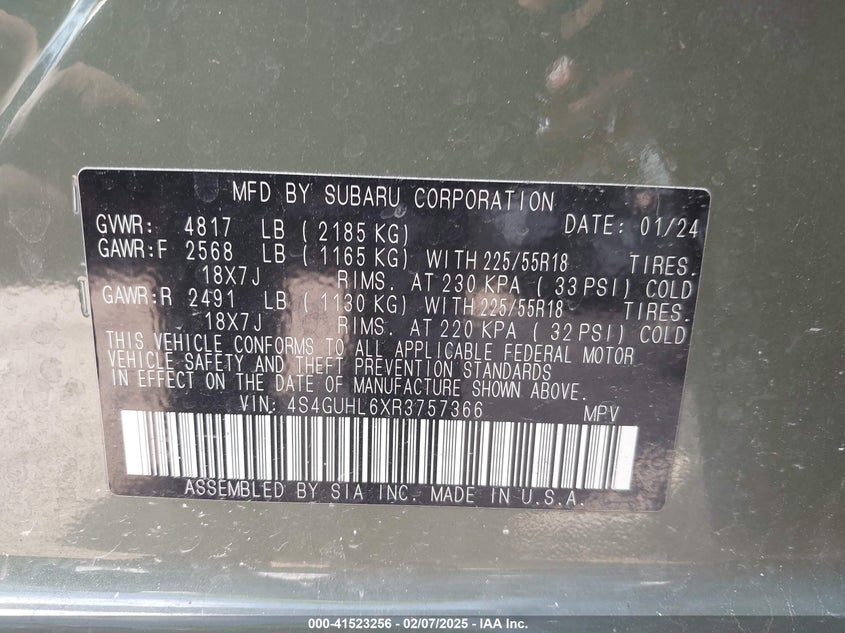 MFD BY SUBARU CORPORATION DATE: 01/24
GVWR: 4817 LB (2185 KG)
GAWR:F 2568 LB (1165 KG) WITH 225/55R18 TIRES.
18X7J RIMS. AT 230 KPA (33 PSI) COLD
GAWR:R 2491 LB (1130 KG) WITH 225/55R18 TIRES.
18X7J RIMS. AT 220 KPA (32 PSI) COLD
THIS VEHICLE CONFORMS TO ALL APPLICABLE FEDERAL MOTOR
VEHICLE SAFETY AND THEFT PREVENTION STANDARDS
IN EFFECT ON THE DATE OF MANUFACTURE SHOWN ABOVE.
VIN: 4S4GUHL6XR3757366 MPV
ASSEMBLED BY SIA INC. MADE IN U.S.A.
000-41523256 - 02/07/2025 - IAA Inc.